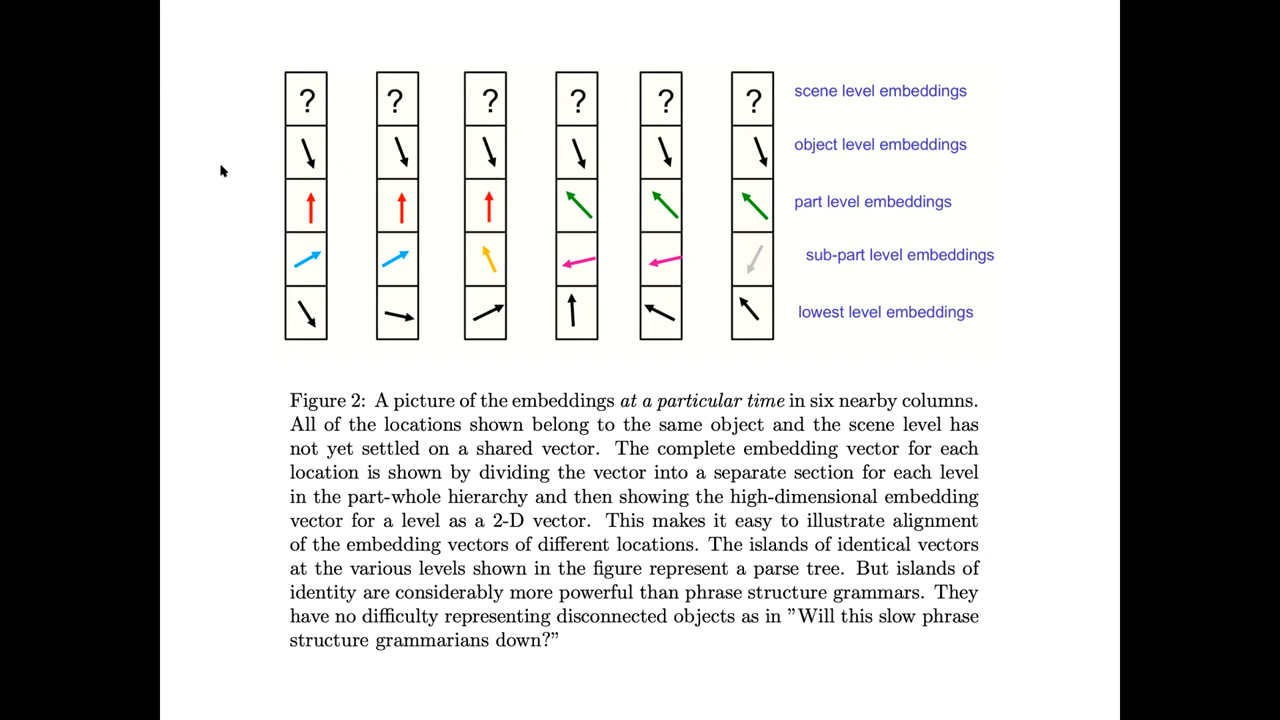 ? ? ? ? ? ? scene level embeddings
object level embeddings
part level embeddings
sub-part level embeddings
lowest level embeddings
Figure 2: A picture of the embeddings at a particular time in six nearby columns.
All of the locations shown belong to the same object and the scene level has
not yet settled on a shared vector. The complete embedding vector for each
location is shown by dividing the vector into a separate section for each level
in the part-whole hierarchy and then showing the high-dimensional embedding
vector for a level as a 2-D vector. This makes it easy to illustrate alignment
of the embedding vectors of different locations. The islands of identical vectors
at the various levels shown in the figure represent a parse tree. But islands of
identity are considerably more powerful than phrase structure grammars. They
have no difficulty representing disconnected objects as in ”Will this slow phrase
structure grammarians down?”